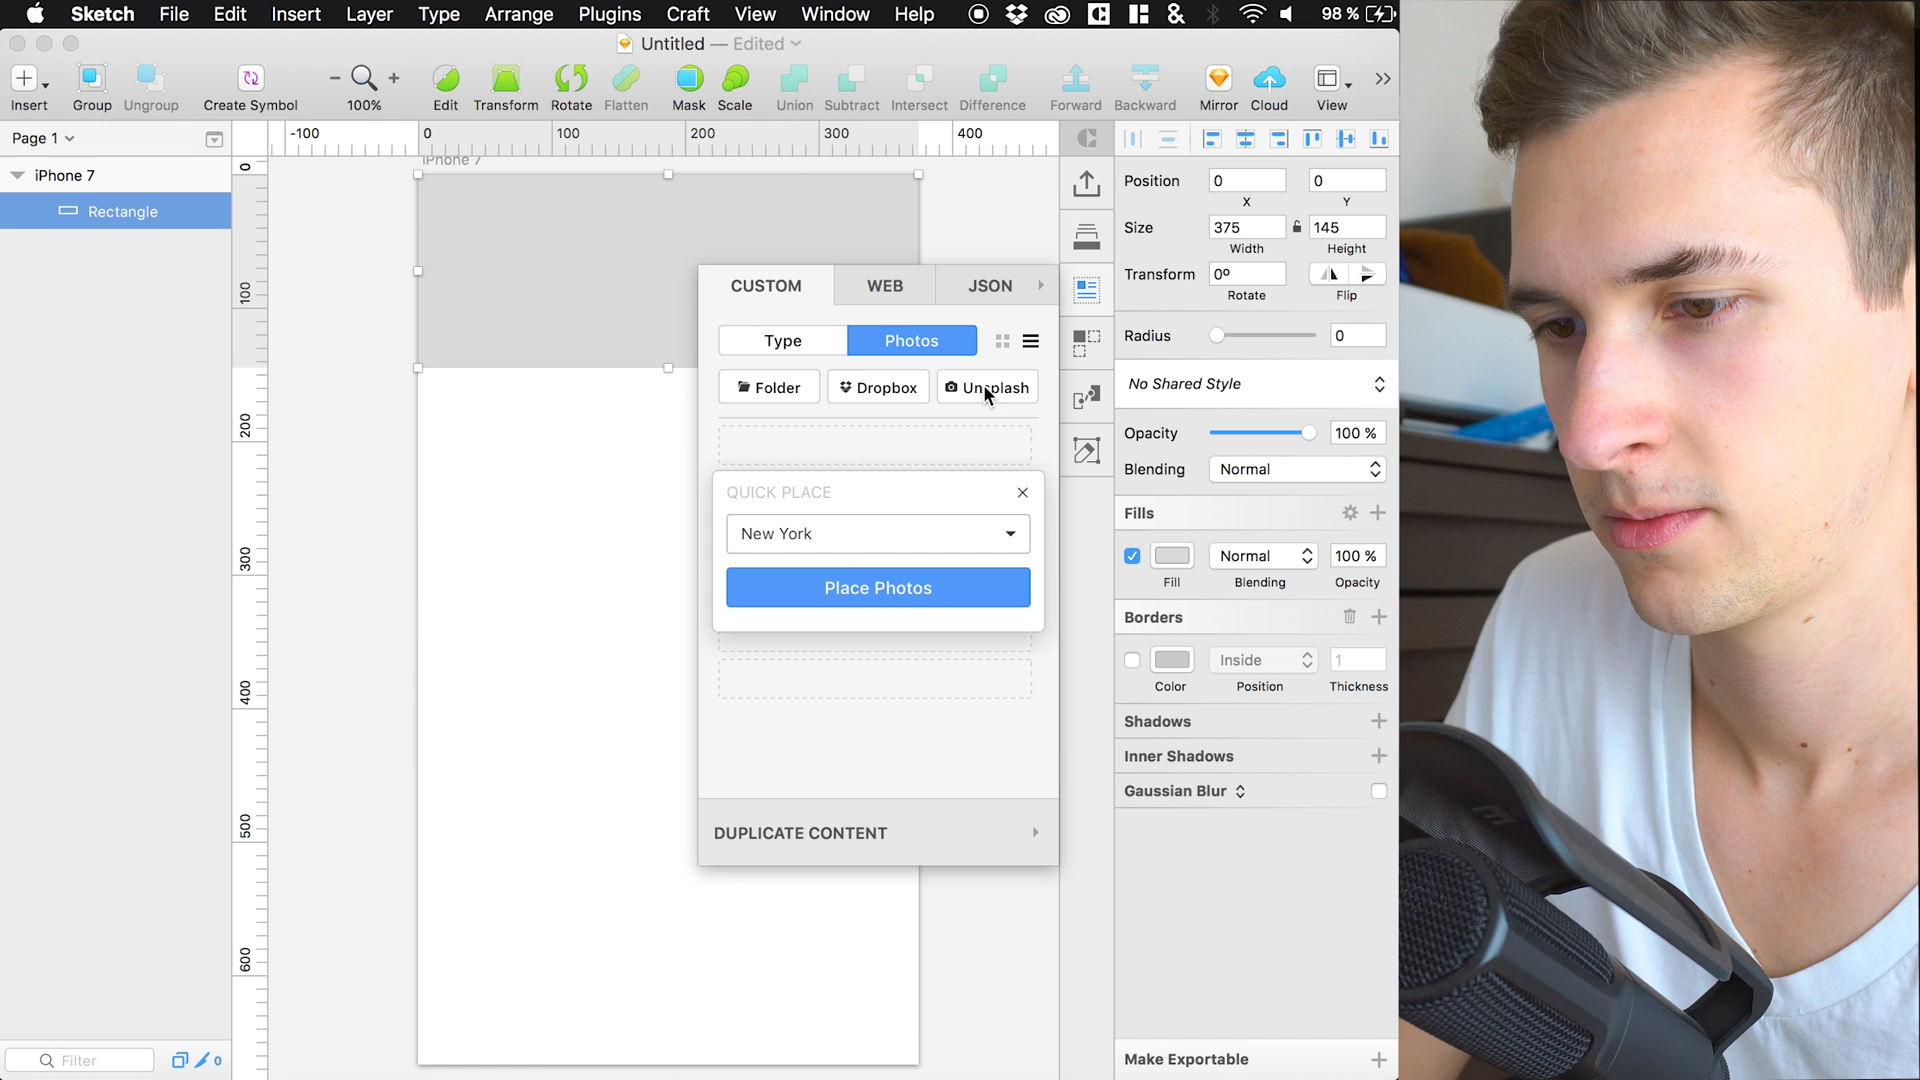 Sketch File Edit Insert Layer Type Arrange Plugins Craft View Window Help 98 %
Untitled — Edited
Insert Group Ungroup Create Symbol 100% Edit Transform Rotate Flatten Mask Scale Union Subtract Intersect Difference Forward Backward Mirror Cloud View
Page 1
-100 0 100 200 300 400
iPhone 7
iPhone 7
Rectangle
0
100
200
300
400
500
600
CUSTOM WEB JSON
Type Photos
Folder Dropbox Unsplash
QUICK PLACE
New York
Place Photos
DUPLICATE CONTENT
Position 0 0
X Y
Size 375 145
Width Height
Transform 0º
Rotate Flip
Radius 0
No Shared Style
Opacity 100 %
Blending Normal
Fills
Normal 100 %
Fill Blending Opacity
Borders
Inside 1
Color Position Thickness
Shadows
Inner Shadows
Gaussian Blur
Make Exportable
Filter 0